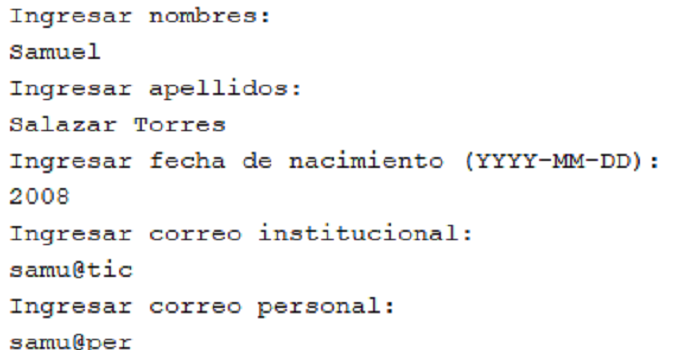 Ingresar nombres:
Samuel
Ingresar apellidos:
Salazar Torres
Ingresar fecha de nacimiento (YYYY-MM-DD):
2008
Ingresar correo institucional:
samu@tic
Ingresar correo personal:
samu@per